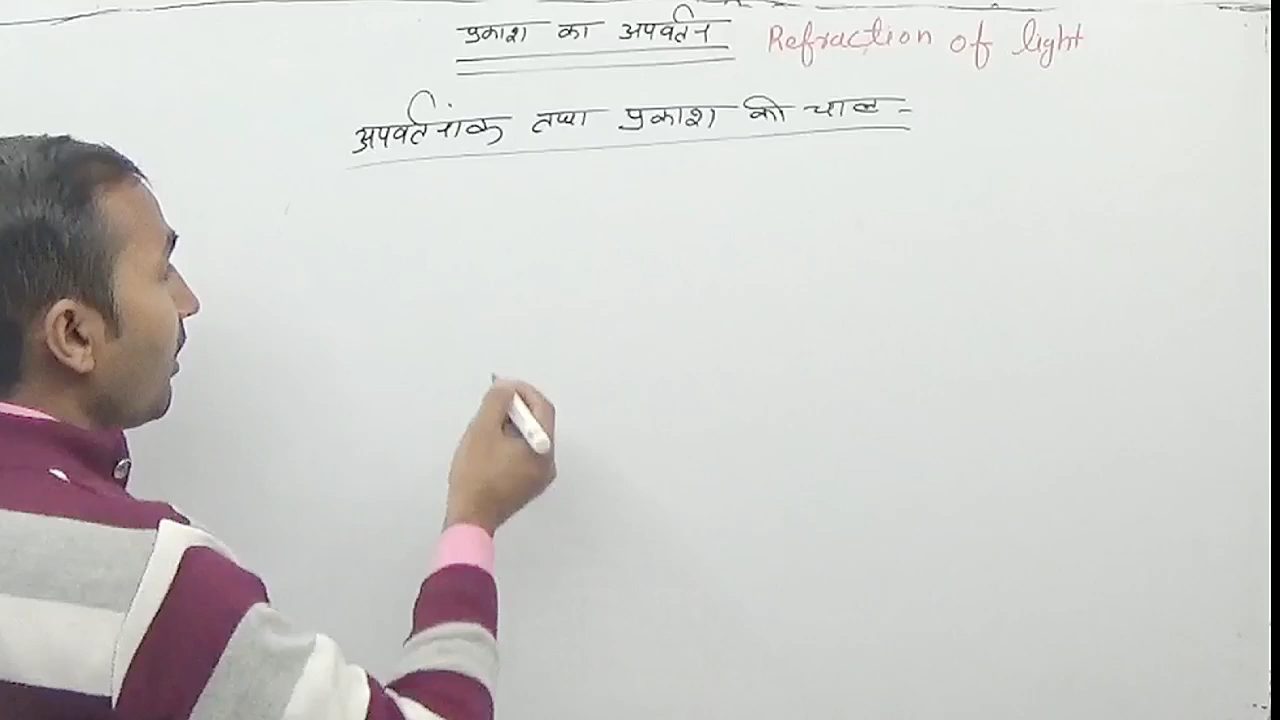 प्रकाश का अपवर्तन Refraction of light
अपवर्तनांक तथा प्रकाश की चाल -